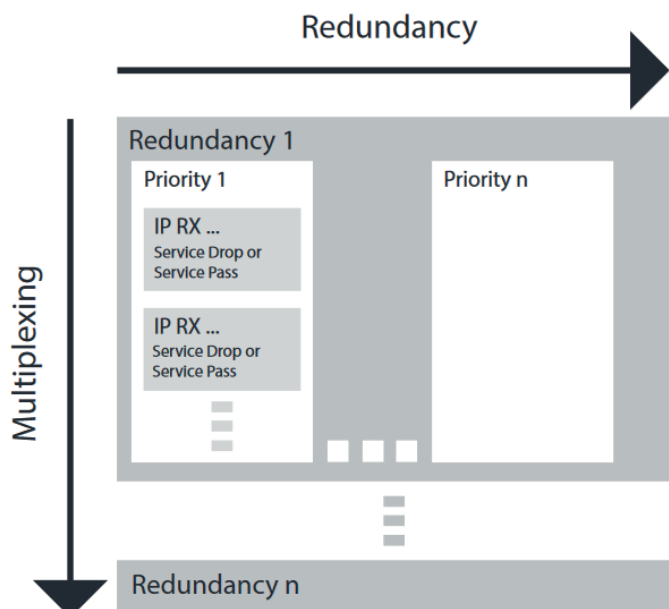 Redundancy
Multiplexing
Redundancy 1
Priority 1
Priority n
IP RX ...
Service Drop or
Service Pass
IP RX ...
Service Drop or
Service Pass
Redundancy n